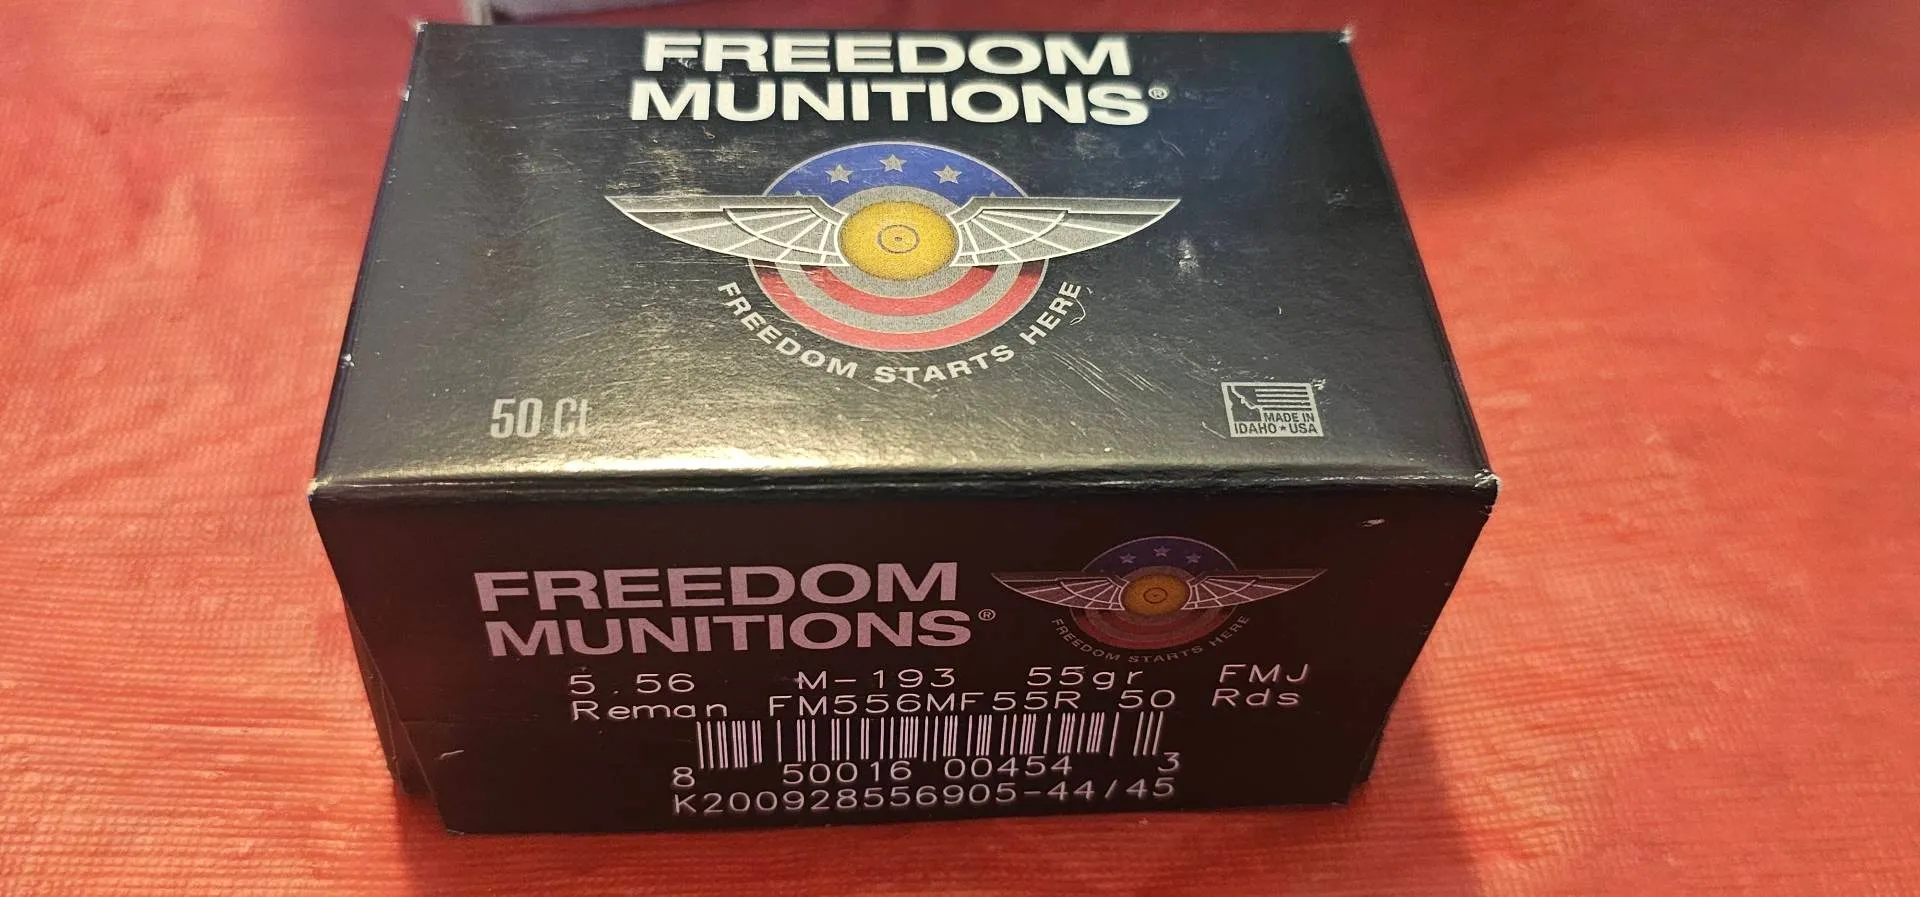 FREEDOM
MUNITIONS®
FREEDOM STARTS HERE
50 Ct
MADE IN
IDAHO★USA
FREEDOM
MUNITIONS®
FREEDOM STARTS HERE
5.56 M-193 55gr FMJ
Reman FM556MF55R 50 Rds
8 50016 00454 3
K200928556905-44/45